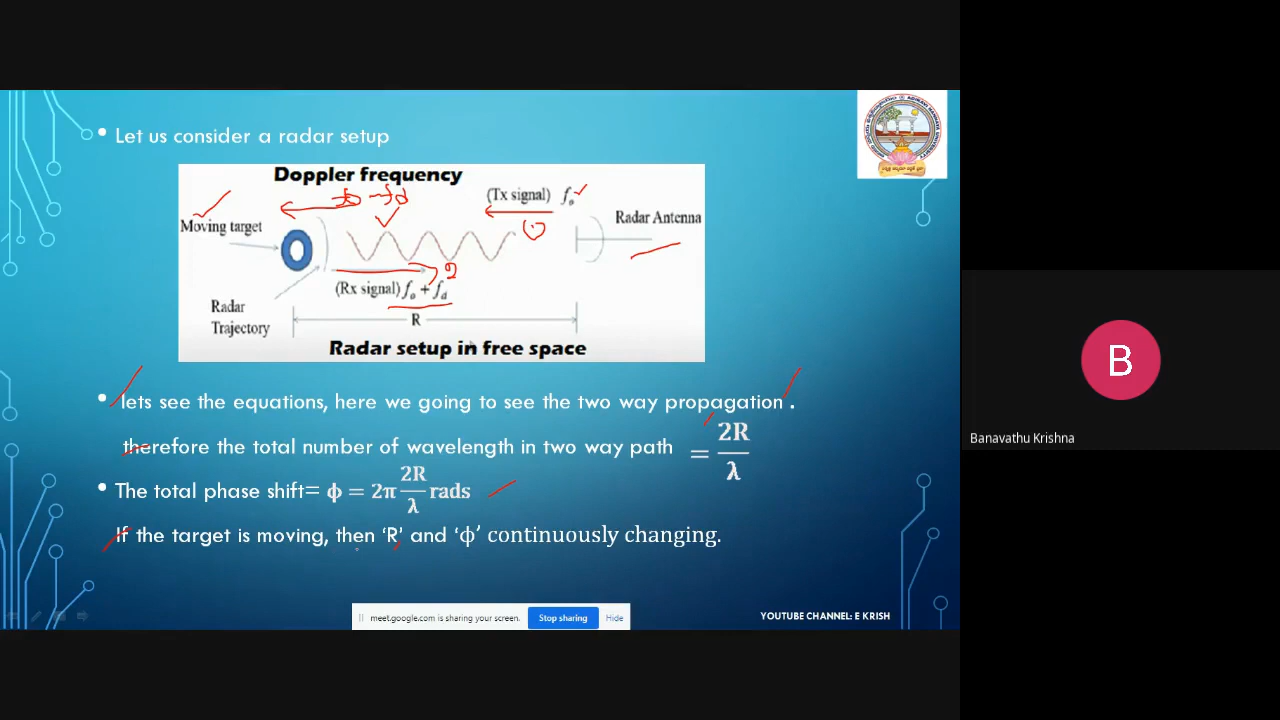 • Let us consider a radar setup
Doppler frequency
f₀ - fd
(Tx signal) f₀
Moving target
Radar Antenna
2
(Rx signal) f₀ + fd
Radar
Trajectory
R
Radar setup in free space
• lets see the equations, here we going to see the two way propagation .
therefore the total number of wavelength in two way path = 2R/λ
• The total phase shift= ϕ = 2π 2R/λ rads
If the target is moving, then ‘R’ and ‘ϕ’ continuously changing.
meet.google.com is sharing your screen. Stop sharing Hide
YOUTUBE CHANNEL: E KRISH
B
Banavathu Krishna